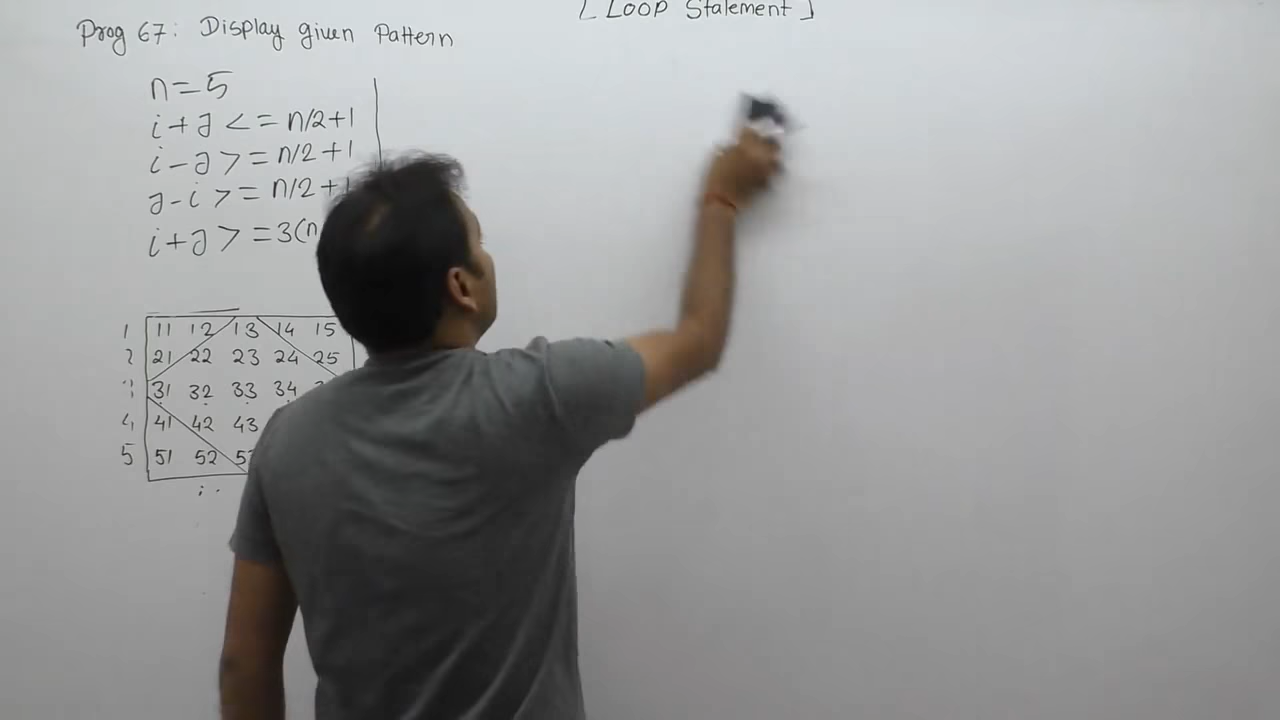 [Loop Statement]
Prog 67: Display given Pattern
n=5
i+j<=n/2+1
i-j>=n/2+1
j-i>=n/2+1
i+j>=3(n
1 11 12 13 14 15
2 21 22 23 24 25
3 31 32 33 34
4 41 42 43
5 51 52